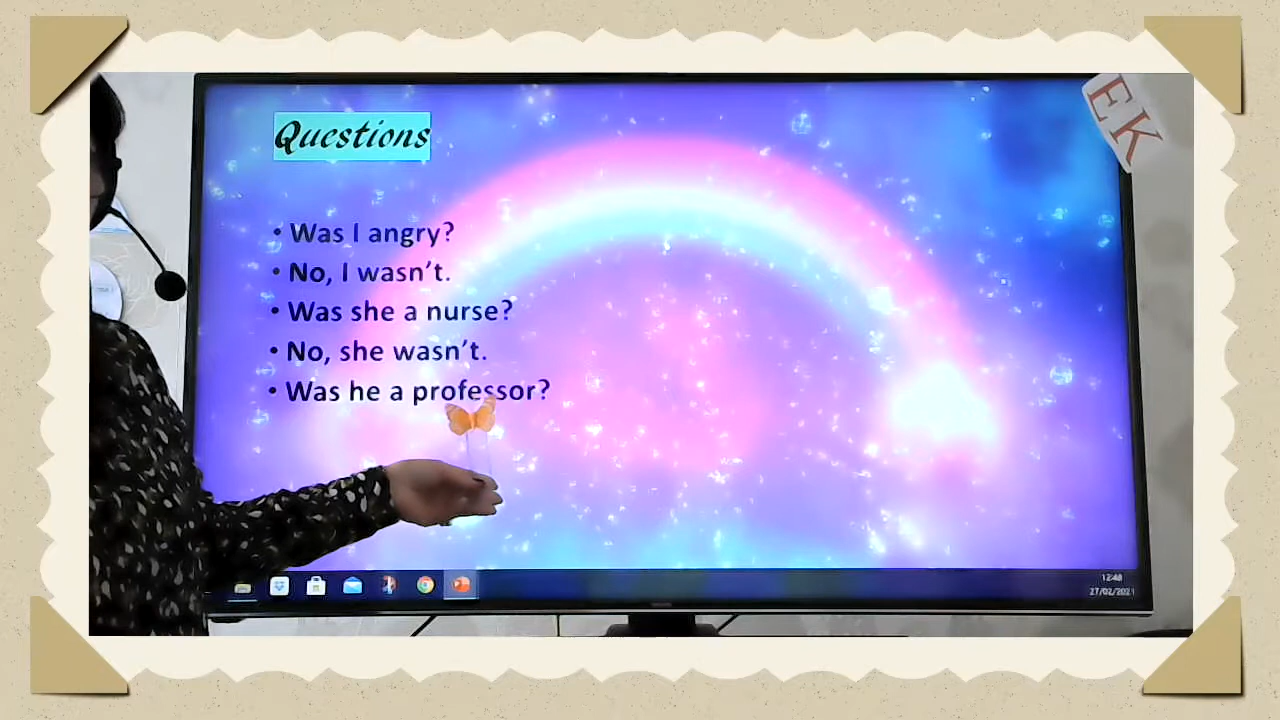 EK
Questions
• Was I angry?
• No, I wasn't.
• Was she a nurse?
• No, she wasn't.
• Was he a professor?
12:48
27/02/2021